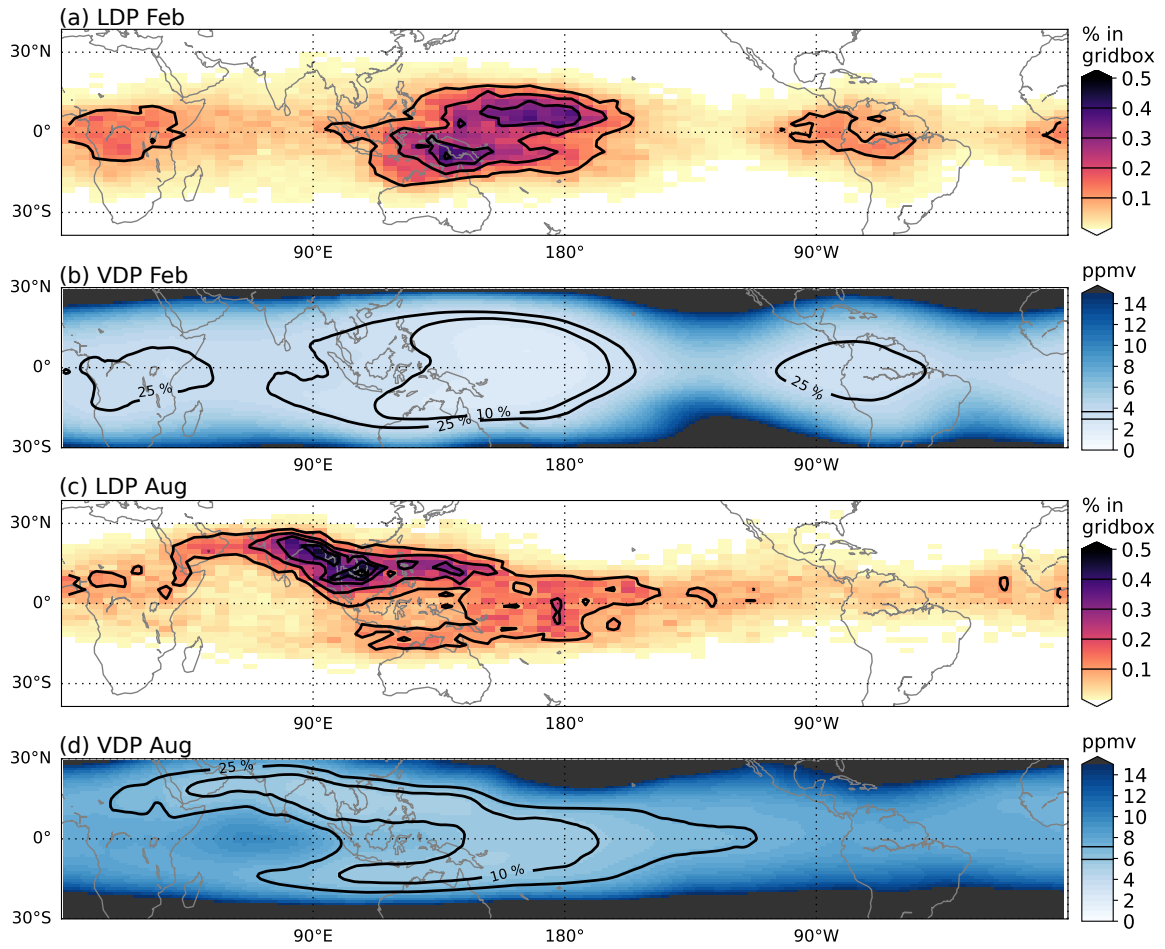 (a) LDP Feb
30°N
0°
30°S
90°E
180°
90°W
% in
gridbox
0.5
0.4
0.3
0.2
0.1
(b) VDP Feb
30°N
0°
30°S
25 %
25 %
10 %
25 %
90°E
180°
90°W
ppmv
14
12
10
8
6
4
2
0
(c) LDP Aug
30°N
0°
30°S
90°E
180°
90°W
% in
gridbox
0.5
0.4
0.3
0.2
0.1
(d) VDP Aug
30°N
0°
30°S
25 %
10 %
90°E
180°
90°W
ppmv
14
12
10
8
6
4
2
0